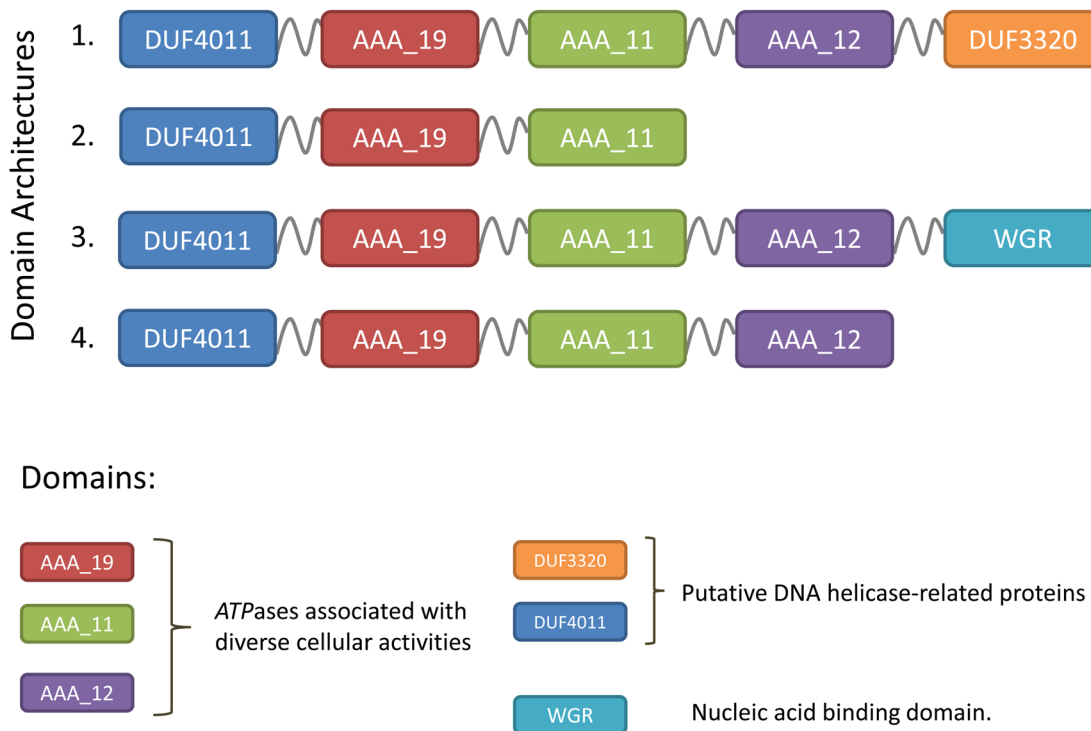 Domain Architectures
1. DUF4011 AAA_19 AAA_11 AAA_12 DUF3320
2. DUF4011 AAA_19 AAA_11
3. DUF4011 AAA_19 AAA_11 AAA_12 WGR
4. DUF4011 AAA_19 AAA_11 AAA_12
Domains:
AAA_19
AAA_11
AAA_12
ATPases associated with
diverse cellular activities
DUF3320
DUF4011
Putative DNA helicase-related proteins
WGR
Nucleic acid binding domain.